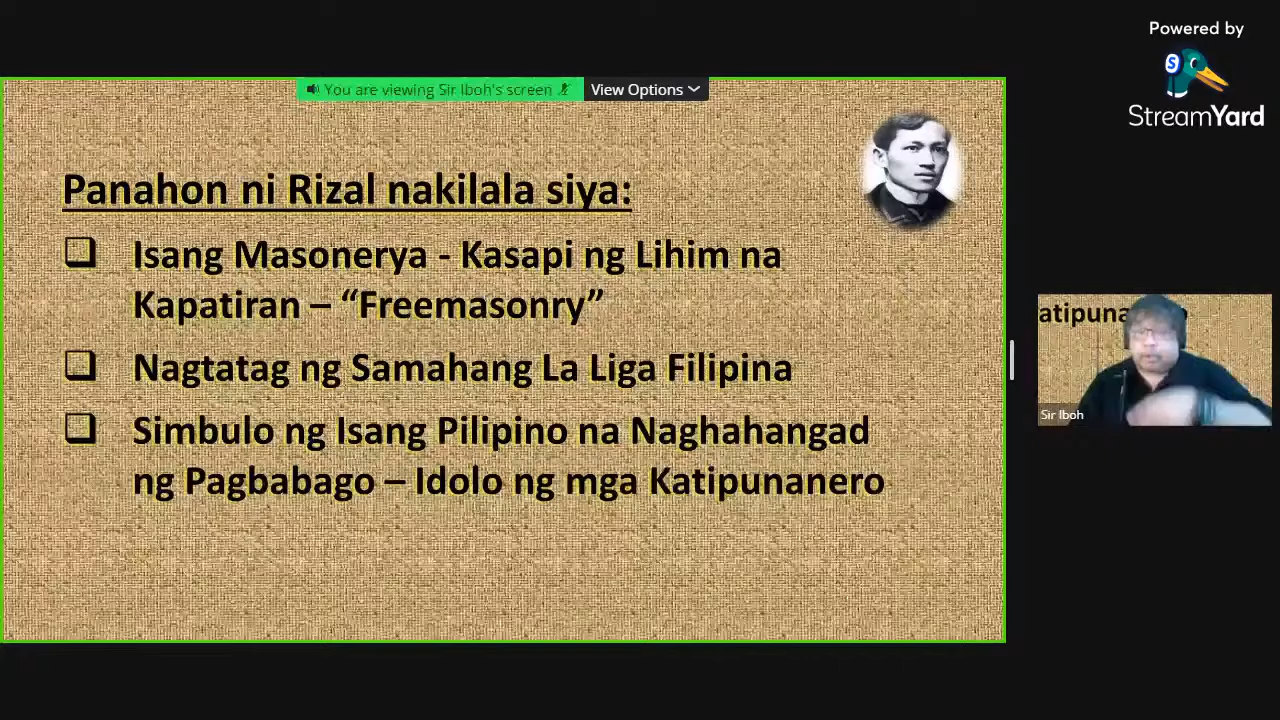 Powered by
StreamYard
You are viewing Sir Iboh's screen
View Options
Panahon ni Rizal nakilala siya:
Isang Masonerya - Kasapi ng Lihim na
Kapatiran – “Freemasonry”
Nagtatag ng Samahang La Liga Filipina
Simbulo ng Isang Pilipino na Naghahangad
ng Pagbabago – Idolo ng mga Katipunanero
atipuna
Sir Iboh